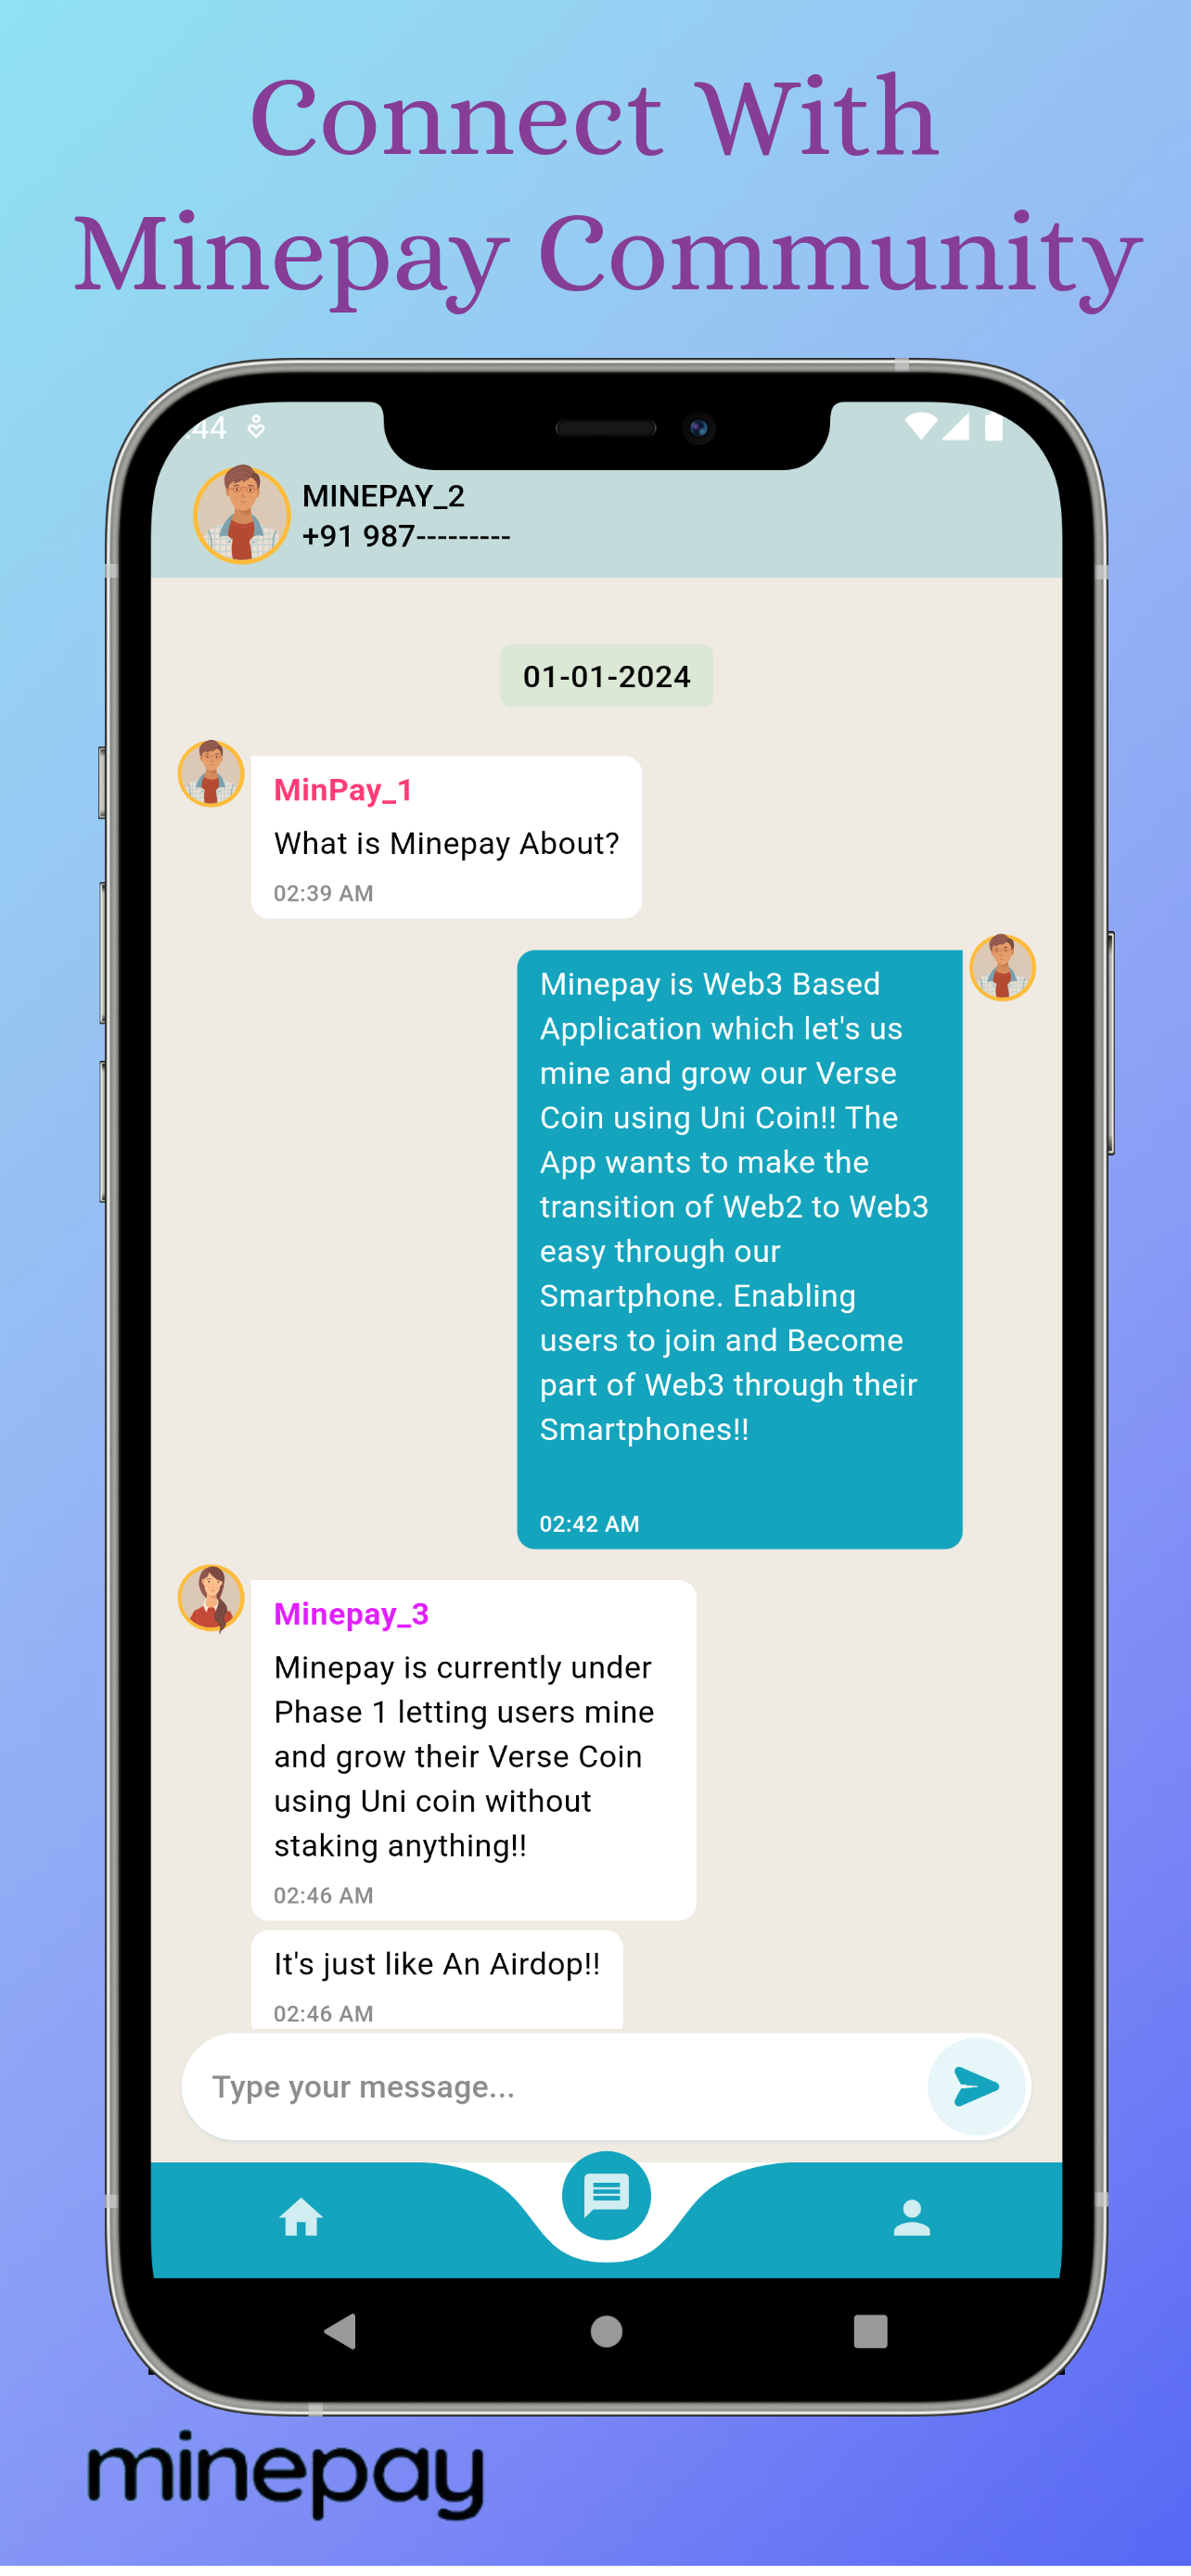 Connect With
Minepay Community
:44
MINEPAY_2
+91 987---------
01-01-2024
MinPay_1
What is Minepay About?
02:39 AM
Minepay is Web3 Based
Application which let's us
mine and grow our Verse
Coin using Uni Coin!! The
App wants to make the
transition of Web2 to Web3
easy through our
Smartphone. Enabling
users to join and Become
part of Web3 through their
Smartphones!!
02:42 AM
Minepay_3
Minepay is currently under
Phase 1 letting users mine
and grow their Verse Coin
using Uni coin without
staking anything!!
02:46 AM
It's just like An Airdop!!
02:46 AM
Type your message...
minepay